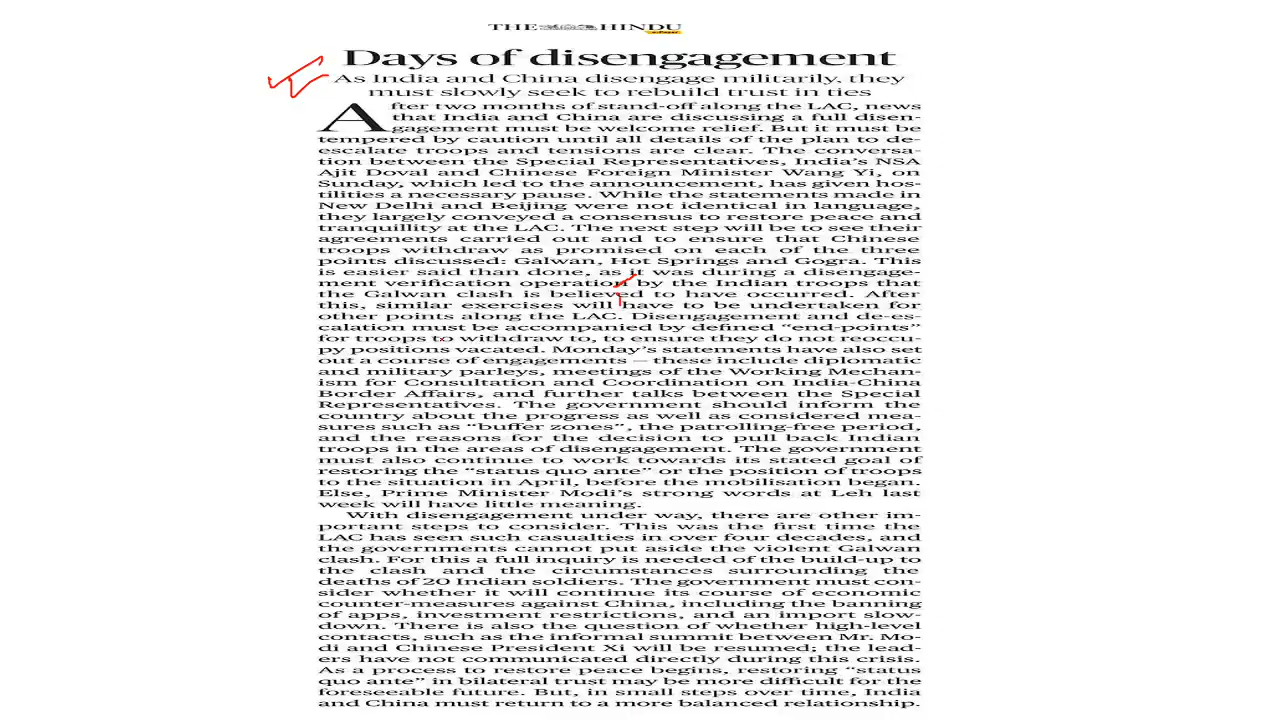 THE HINDU
e-Paper
Days of disengagement
As India and China disengage militarily, they
must slowly seek to rebuild trust in ties
After two months of stand-off along the LAC, news
that India and China are discussing a full disen-
gagement must be welcome relief. But it must be
tempered by caution until all details of the plan to de-
escalate troops and tensions are clear. The conversa-
tion between the Special Representatives, India's NSA
Ajit Doval and Chinese Foreign Minister Wang Yi, on
Sunday, which led to the announcement, has given hos-
tilities a necessary pause. While the statements made in
New Delhi and Beijing were not identical in language,
they largely conveyed a consensus to restore peace and
tranquillity at the LAC. The next step will be to see their
agreements carried out and to ensure that Chinese
troops withdraw as promised on each of the three
points discussed: Galwan, Hot Springs and Gogra. This
is easier said than done, as it was during a disengage-
ment verification operation by the Indian troops that
the Galwan clash is believed to have occurred. After
this, similar exercises will have to be undertaken for
other points along the LAC. Disengagement and de-es-
calation must be accompanied by defined “end-points”
for troops to withdraw to, to ensure they do not reoccu-
py positions vacated. Monday's statements have also set
out a course of engagements — these include diplomatic
and military parleys, meetings of the Working Mechan-
ism for Consultation and Coordination on India-China
Border Affairs, and further talks between the Special
Representatives. The government should inform the
country about the progress as well as considered mea-
sures such as “buffer zones”, the patrolling-free period,
and the reasons for the decision to pull back Indian
troops in the areas of disengagement. The government
must also continue to work towards its stated goal of
restoring the “status quo ante” or the position of troops
to the situation in April, before the mobilisation began.
Else, Prime Minister Modi's strong words at Leh last
week will have little meaning.
With disengagement under way, there are other im-
portant steps to consider. This was the first time the
LAC has seen such casualties in over four decades, and
the governments cannot put aside the violent Galwan
clash. For this a full inquiry is needed of the build-up to
the clash and the circumstances surrounding the
deaths of 20 Indian soldiers. The government must con-
sider whether it will continue its course of economic
counter-measures against China, including the banning
of apps, investment restrictions, and an import slow-
down. There is also the question of whether high-level
contacts, such as the informal summit between Mr. Mo-
di and Chinese President Xi will be resumed; the lead-
ers have not communicated directly during this crisis.
As a process to restore peace begins, restoring “status
quo ante” in bilateral trust may be more difficult for the
foreseeable future. But, in small steps over time, India
and China must return to a more balanced relationship.